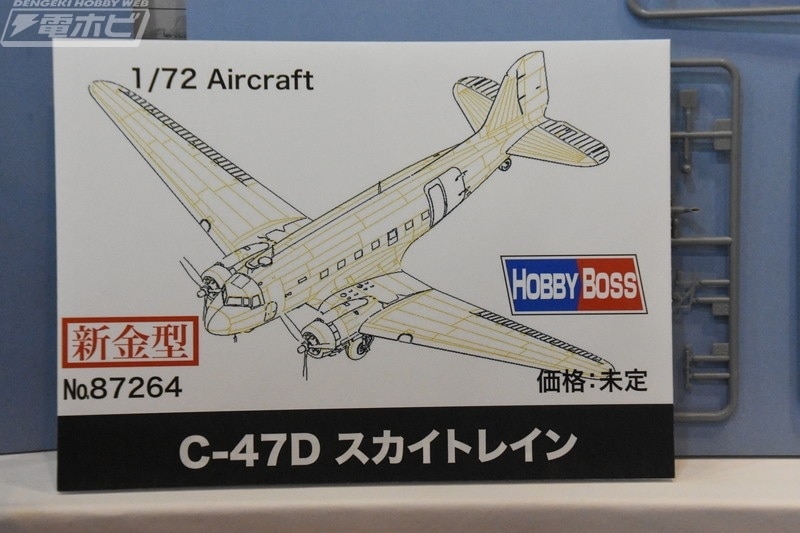 DENGEKI HOBBY WEB
電ホビ
1/72 Aircraft
HOBBY BOSS
新金型
No.87264
価格:未定
C-47D スカイトレイン